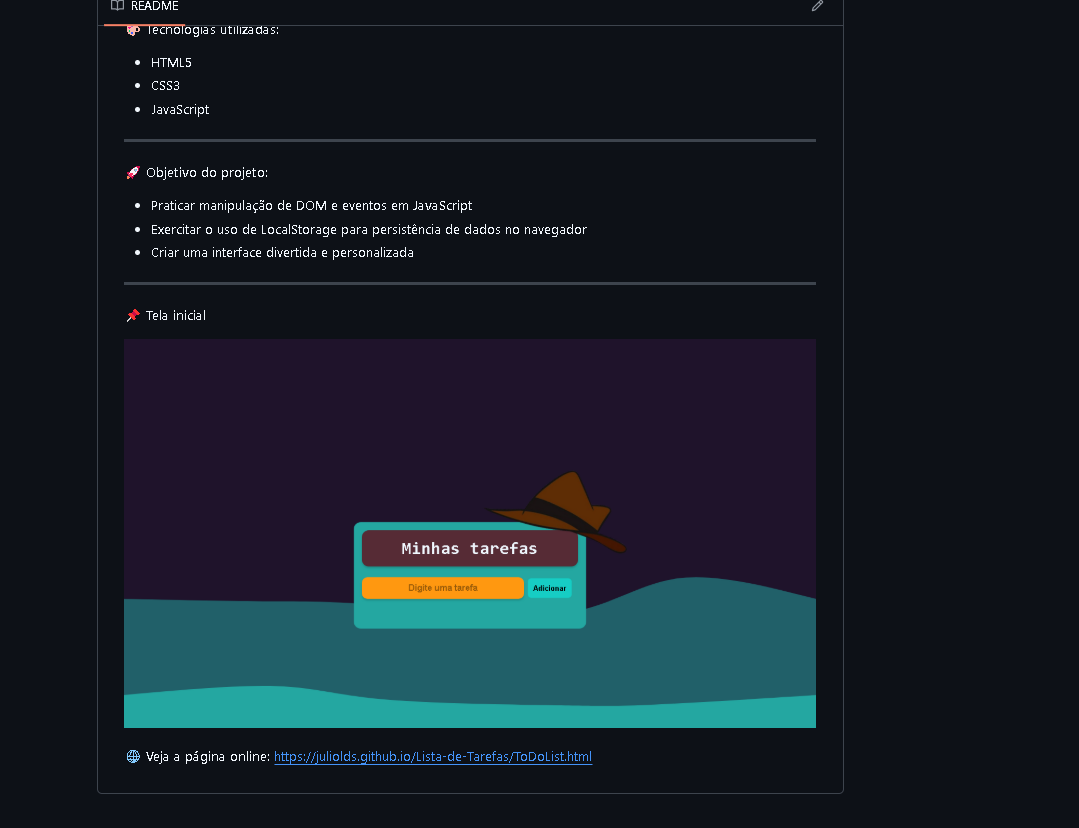 README
Tecnologias utilizadas:
HTML5
CSS3
JavaScript
Objetivo do projeto:
Praticar manipulação de DOM e eventos em JavaScript
Exercitar o uso de LocalStorage para persistência de dados no navegador
Criar uma interface divertida e personalizada
Tela inicial
Minhas tarefas
Digite uma tarefa Adicionar
Veja a página online: https://juliolds.github.io/Lista-de-Tarefas/ToDoList.html